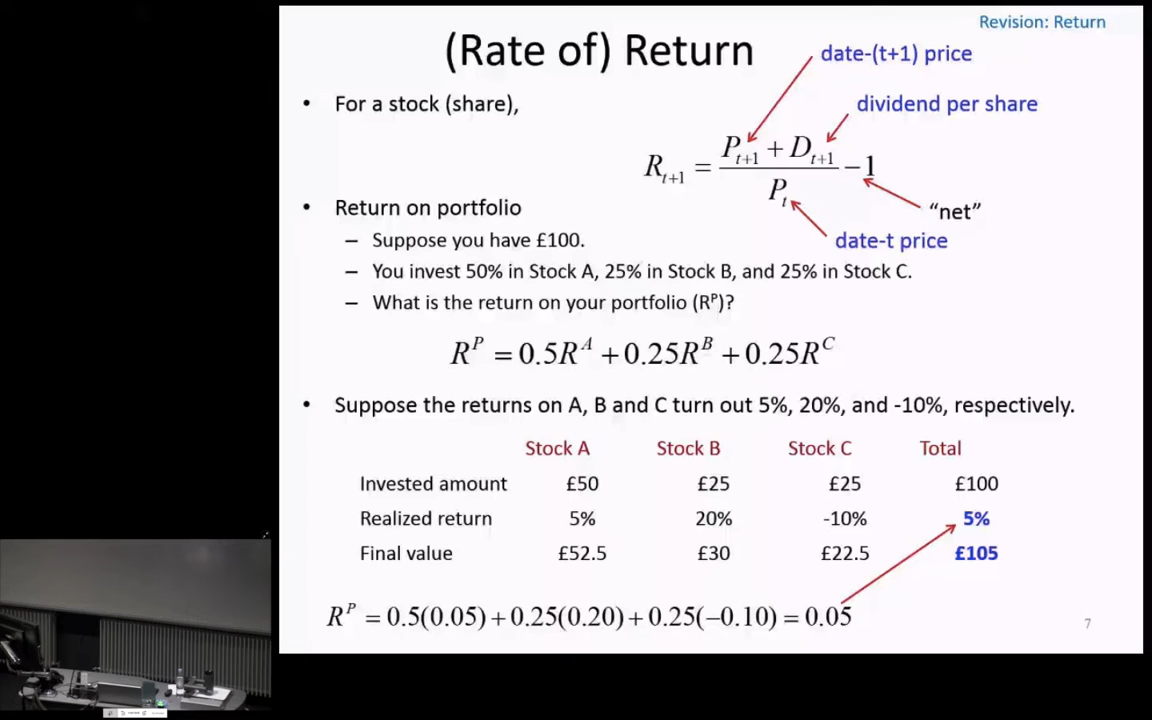 Revision: Return
(Rate of) Return
date-(t+1) price
• For a stock (share),
dividend per share
R_{t+1} = \frac{P_{t+1} + D_{t+1}}{P_t} − 1
"net"
date-t price
• Return on portfolio
– Suppose you have £100.
– You invest 50% in Stock A, 25% in Stock B, and 25% in Stock C.
– What is the return on your portfolio (Rᴾ)?
R^P = 0.5R^A + 0.25R^B + 0.25R^C
• Suppose the returns on A, B and C turn out 5%, 20%, and -10%, respectively.
Stock A Stock B Stock C Total
Invested amount £50 £25 £25 £100
Realized return 5% 20% -10% 5%
Final value £52.5 £30 £22.5 £105
R^P = 0.5(0.05) + 0.25(0.20) + 0.25(−0.10) = 0.05
7